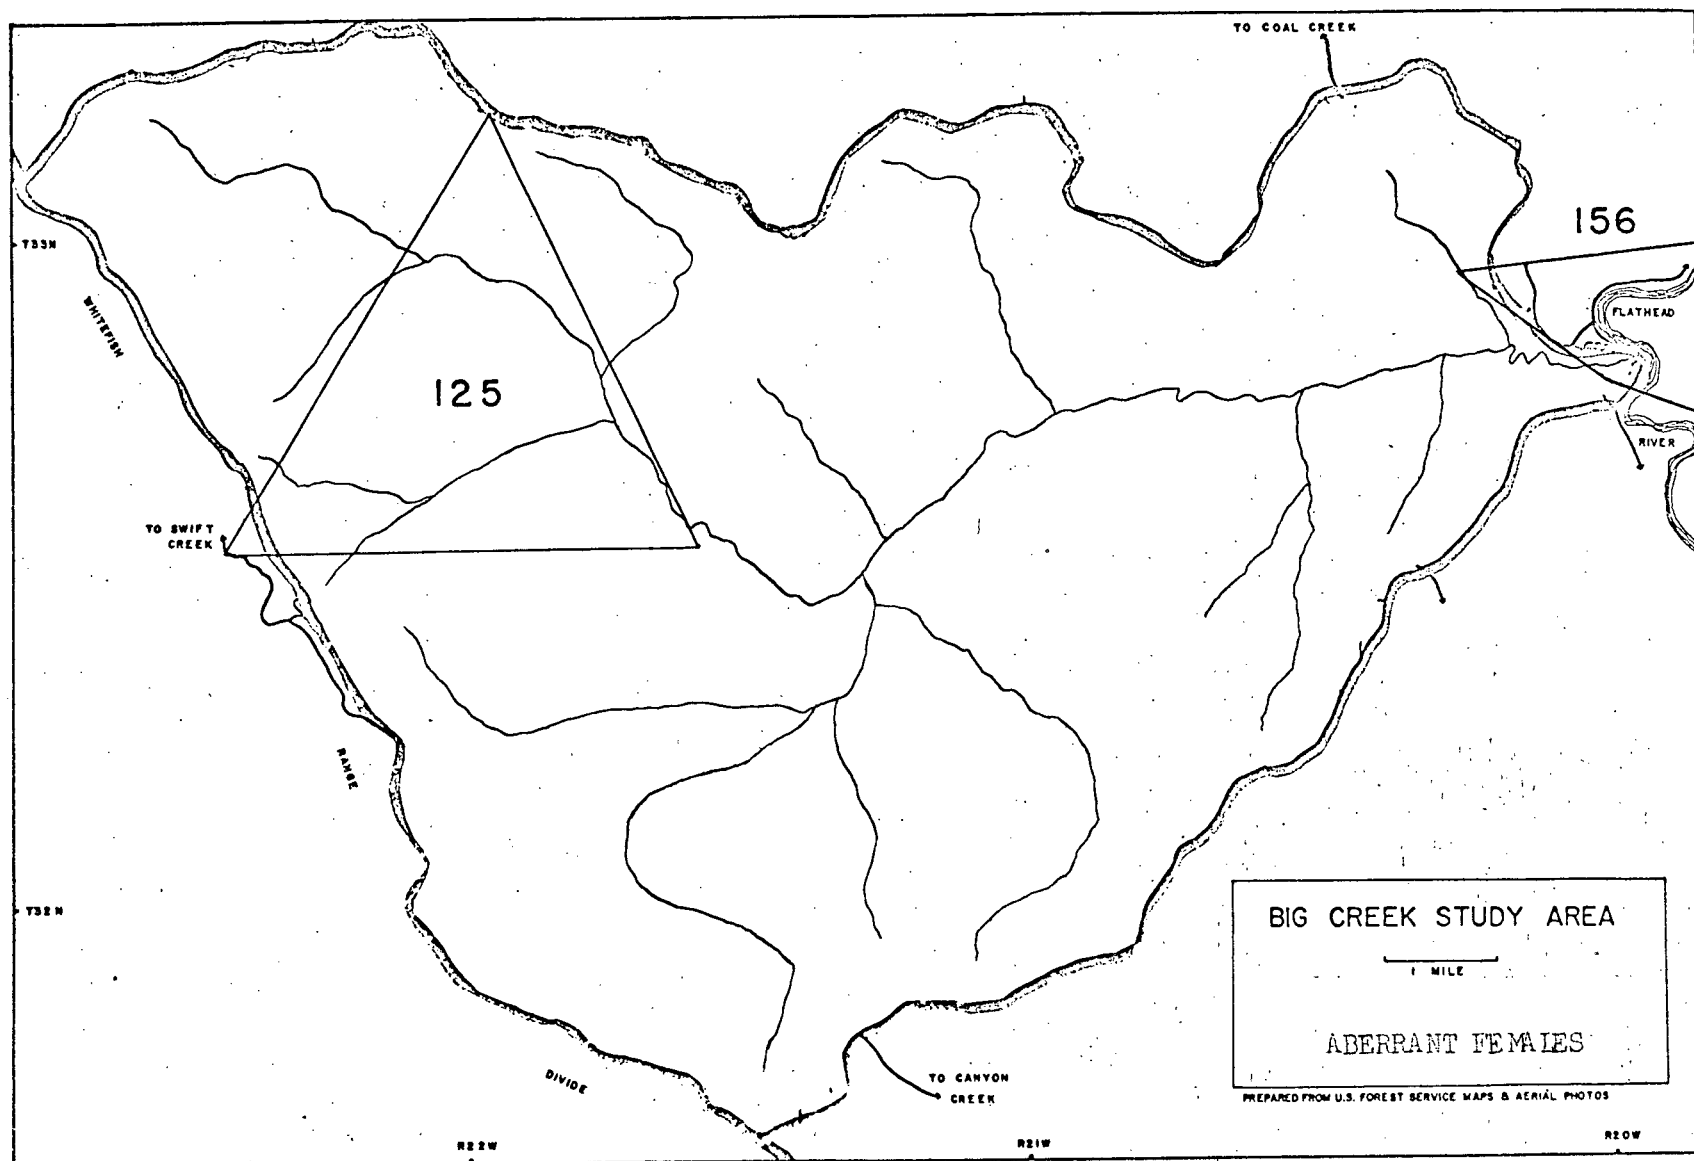 TO COAL CREEK
156
T33N
WHITEFISH
FLATHEAD
125
RIVER
TO SWIFT
CREEK
RANGE
BIG CREEK STUDY AREA
1 MILE
T32N
ABERRANT FEMALES
DIVIDE
TO CANYON
CREEK
PREPARED FROM U.S. FOREST SERVICE MAPS & AERIAL PHOTOS
R22W
R21W
R20W